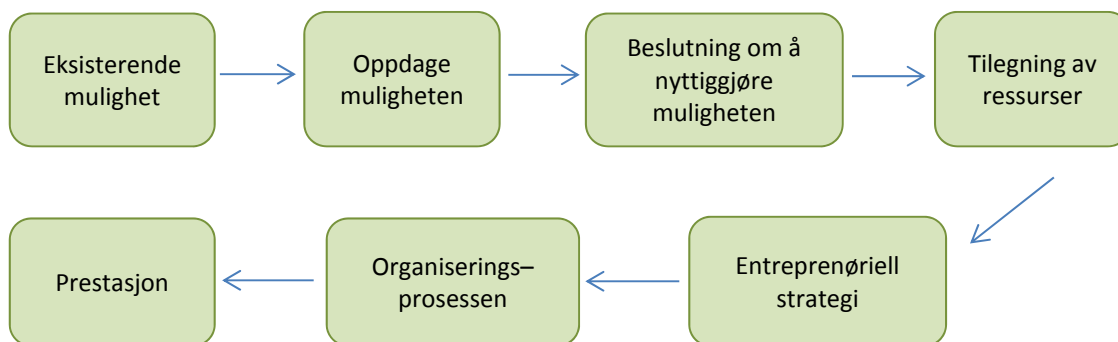 Eksisterende
mulighet
Oppdage
muligheten
Beslutning om å
nyttiggjøre
muligheten
Tilegning av
ressurser
Entreprenøriell
strategi
Organiserings–
prosessen
Prestasjon